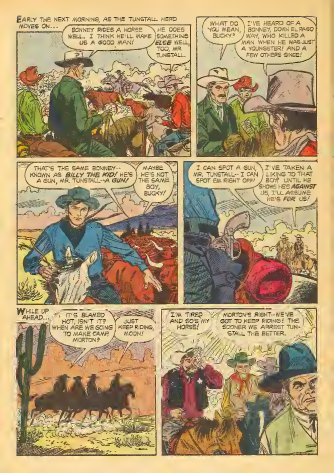 EARLY THE NEXT MORNING, AS THE TUNSTALL HERD
MOVES ON...
BONNEY RIDES A HORSE
WELL. I THINK HE'LL MAKE
US A GOOD MAN!
HE DOES
SOMETHING
ELSE WELL,
TOO, MR.
TUNSTALL.
WHAT DO
YOU MEAN,
BUCKY?
I'VE HEARD OF A
BONNEY, DOWN EL PASO
WAY, WHO KILLED A
MAN WHEN HE WAS JUST
A YOUNGSTER! AND A
FEW OTHERS SINCE!
THAT'S THE SAME BONNEY--
KNOWN AS BILLY THE KID! HE'S
A GUN, MR. TUNSTALL--A GUN!
MAYBE
HE'S NOT
THE SAME
BOY,
BUCKY!
I CAN SPOT A GUN,
MR. TUNSTALL--I CAN
SPOT 'EM RIGHT OFF!
I'VE TAKEN A
LIKING TO THAT
BOY! UNTIL HE
SHOWS HE'S AGAINST
US, I'LL ASSUME
HE'S FOR US!
WHILE UP
AHEAD...
IT'S BLAMED
HOT, ISN'T IT?
WHEN ARE WE GOING
TO MAKE CAMP,
MORTON?
JUST
KEEP RIDING,
MOON!
I'M TIRED
AND SO'S MY
HORSE!
MORTON'S RIGHT--WE'VE
GOT TO KEEP RIDING! THE
SOONER WE ARREST TUN-
STALL THE BETTER.